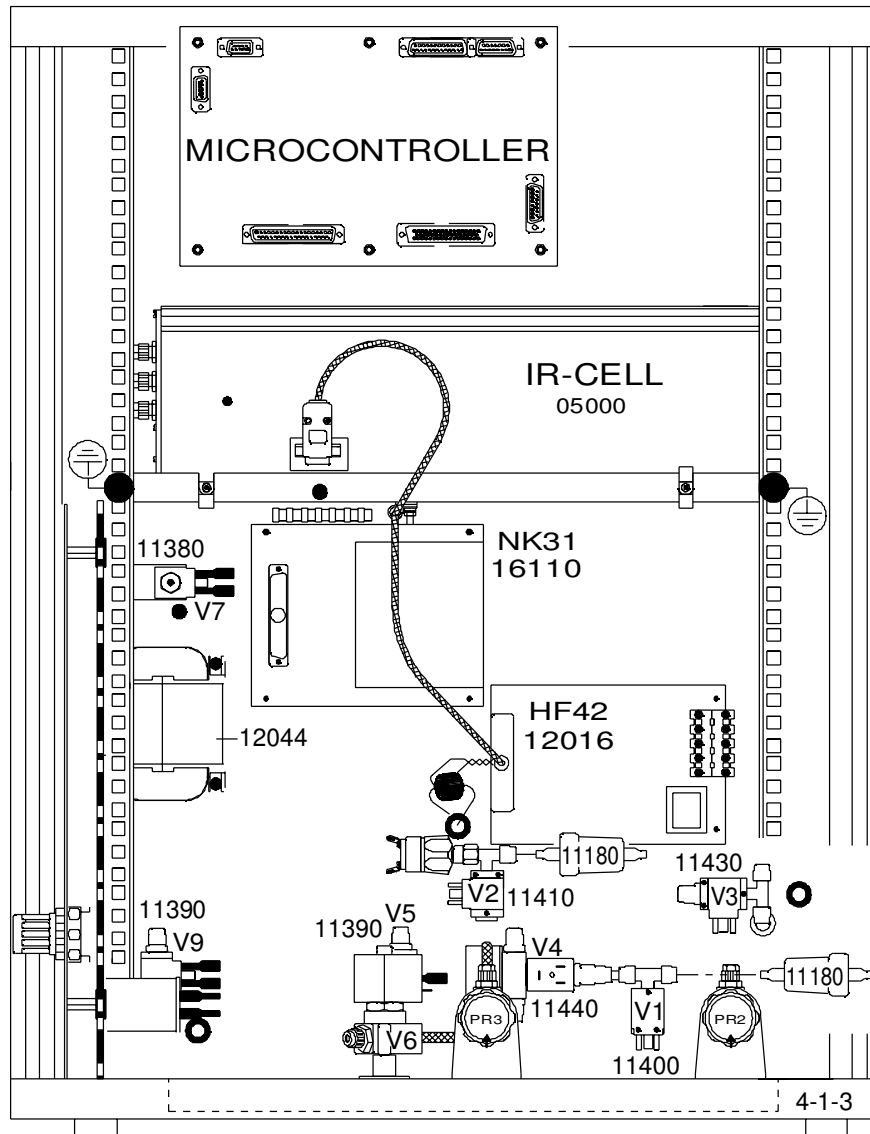 MICROCONTROLLER
IR-CELL
05000
NK31
16110
11380
V7
HF42
12016
12044
11180
11430
V2
11410
V3
11390
V9
V5
11390
V4
11180
11440
V1
PR3
PR2
V6
11400
4-1-3